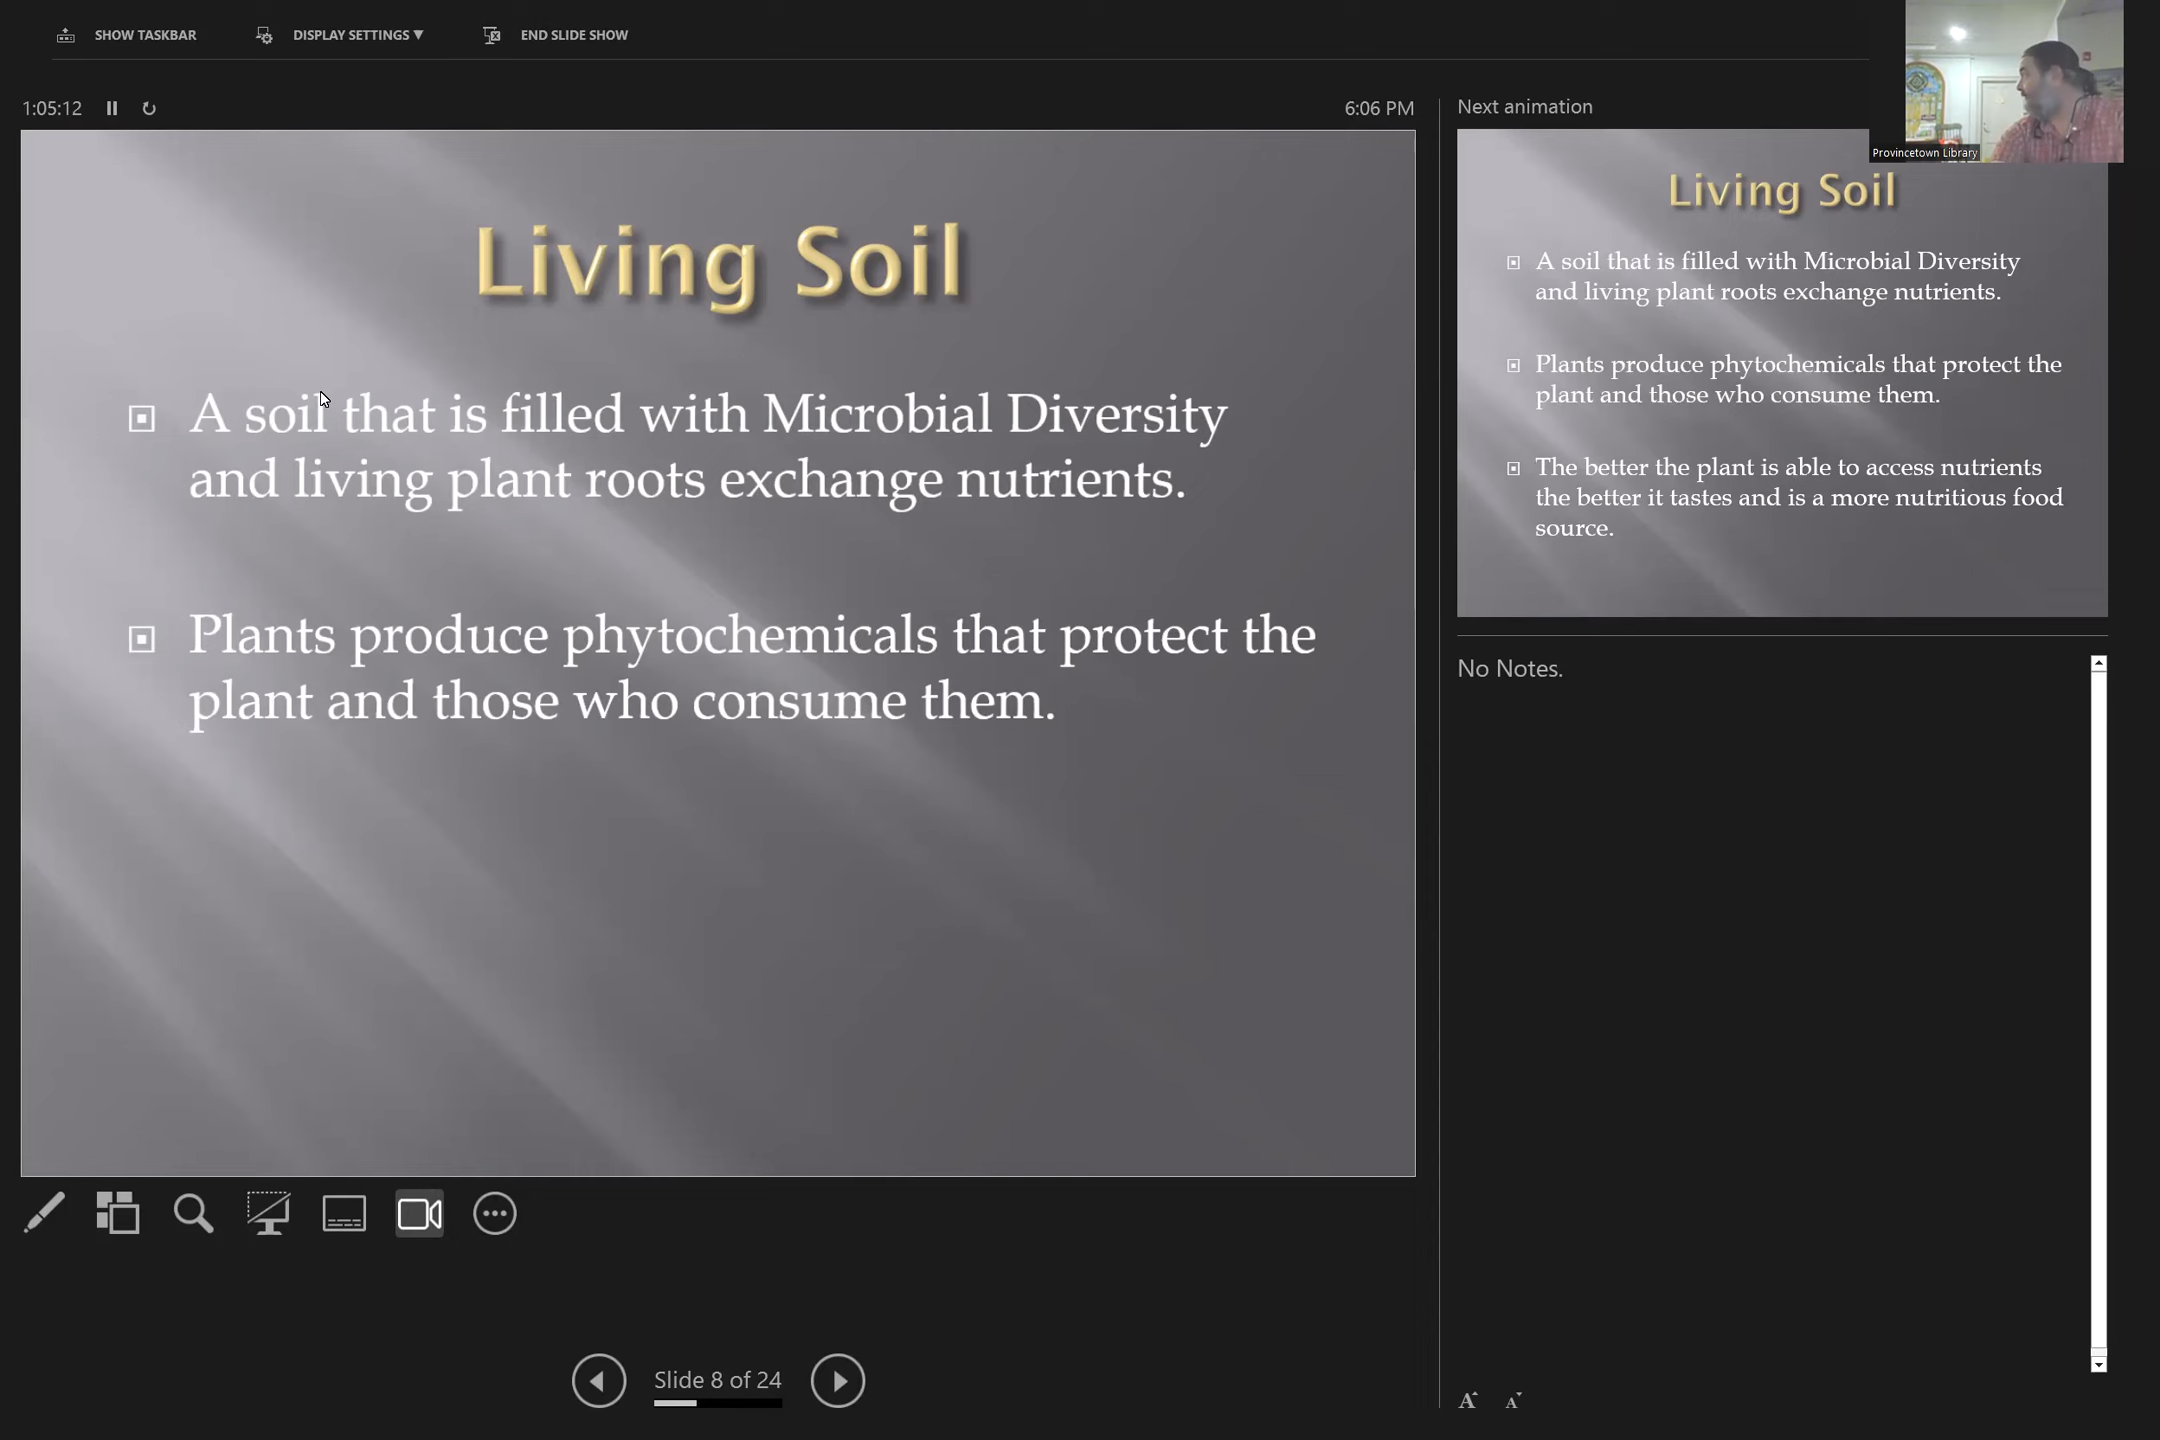 SHOW TASKBAR
DISPLAY SETTINGS ▼
END SLIDE SHOW
1:05:12
6:06 PM
Living Soil
A soil that is filled with Microbial Diversity
and living plant roots exchange nutrients.
Plants produce phytochemicals that protect the
plant and those who consume them.
Next animation
Provincetown Library
Living Soil
A soil that is filled with Microbial Diversity
and living plant roots exchange nutrients.
Plants produce phytochemicals that protect the
plant and those who consume them.
The better the plant is able to access nutrients
the better it tastes and is a more nutritious food
source.
No Notes.
Slide 8 of 24
A A